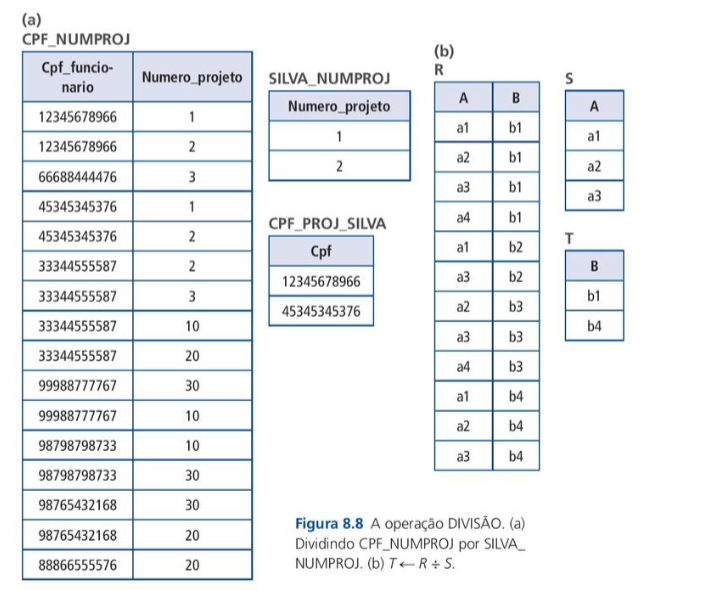 (a)
CPF_NUMPROJ
Cpf_funcio-
nario
Numero_projeto
12345678966 1
12345678966 2
66688444476 3
45345345376 1
45345345376 2
33344555587 2
33344555587 3
33344555587 10
33344555587 20
99988777767 30
99988777767 10
98798798733 10
98798798733 30
98765432168 30
98765432168 20
88866555576 20
SILVA_NUMPROJ
Numero_projeto
1
2
CPF_PROJ_SILVA
Cpf
12345678966
45345345376
(b)
R
A B
a1 b1
a2 b1
a3 b1
a4 b1
a1 b2
a3 b2
a2 b3
a3 b3
a4 b3
a1 b4
a2 b4
a3 b4
S
A
a1
a2
a3
T
B
b1
b4
Figura 8.8 A operação DIVISÃO. (a)
Dividindo CPF_NUMPROJ por SILVA_
NUMPROJ. (b) T ← R ÷ S.